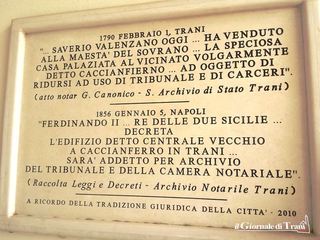 1790 FEBBRAIO 1, TRANI
"... SAVERIO VALENZANO OGGI ... HA VENDUTO
ALLA MAESTA' DEL SOVRANO ... LA SPECIOSA
CASA PALAZIATA AL VICINATO VOLGARMENTE
DETTO CACCIANFIERNO ... AD OGGETTO DI
RIDURSI AD USO DI TRIBUNALE E DI CARCERI".
(atto notar G. Canonico - S. Archivio di Stato Trani)
1856 GENNAIO 5, NAPOLI
"FERDINANDO II ... RE DELLE DUE SICILIE ...
DECRETA
L'EDIFIZIO DETTO CENTRALE VECCHIO
A CACCIANFERNO IN TRANI ...
SARA' ADDETTO PER ARCHIVIO
DEL TRIBUNALE E DELLA CAMERA NOTARIALE".
(Raccolta Leggi e Decreti - Archivio Notarile Trani)
A RICORDO DELLA TRADIZIONE GIURIDICA DELLA CITTA' - 2010
il Giornale di Trani